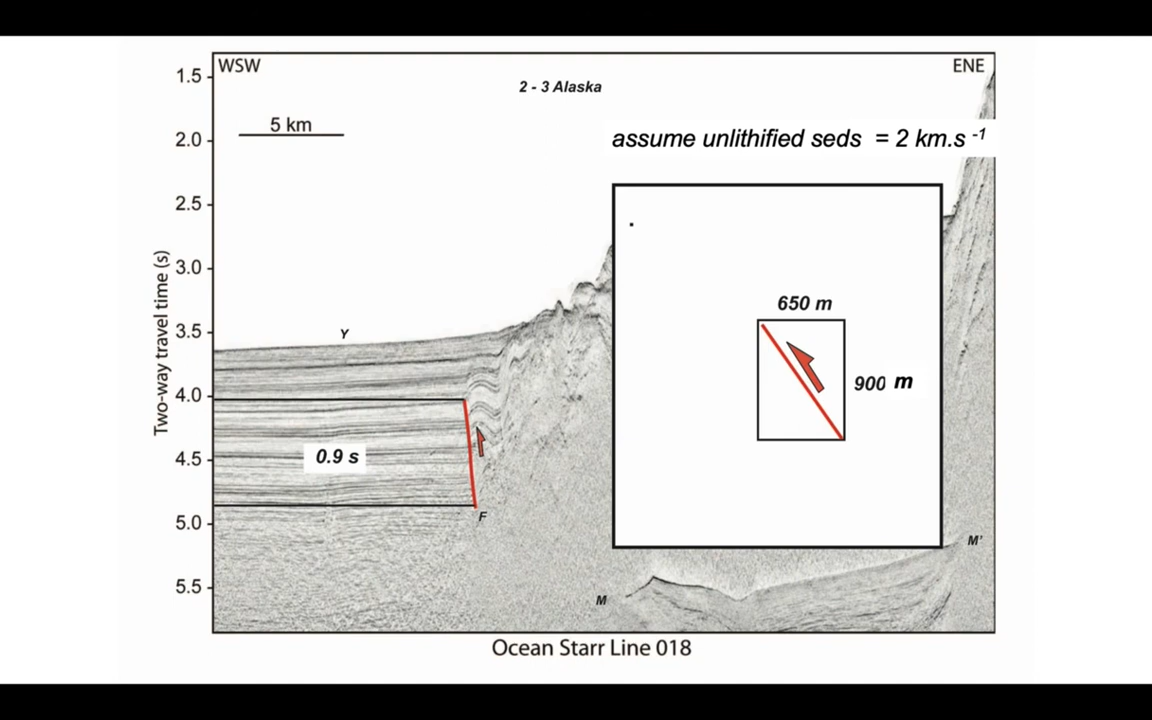 WSW
ENE
1.5
2 - 3 Alaska
5 km
assume unlithified seds = 2 km.s -1
2.0
2.5
3.0
650 m
Y
3.5
900 m
4.0
Two-way travel time (s)
0.9 s
4.5
F
5.0
M'
5.5
M
Ocean Starr Line 018